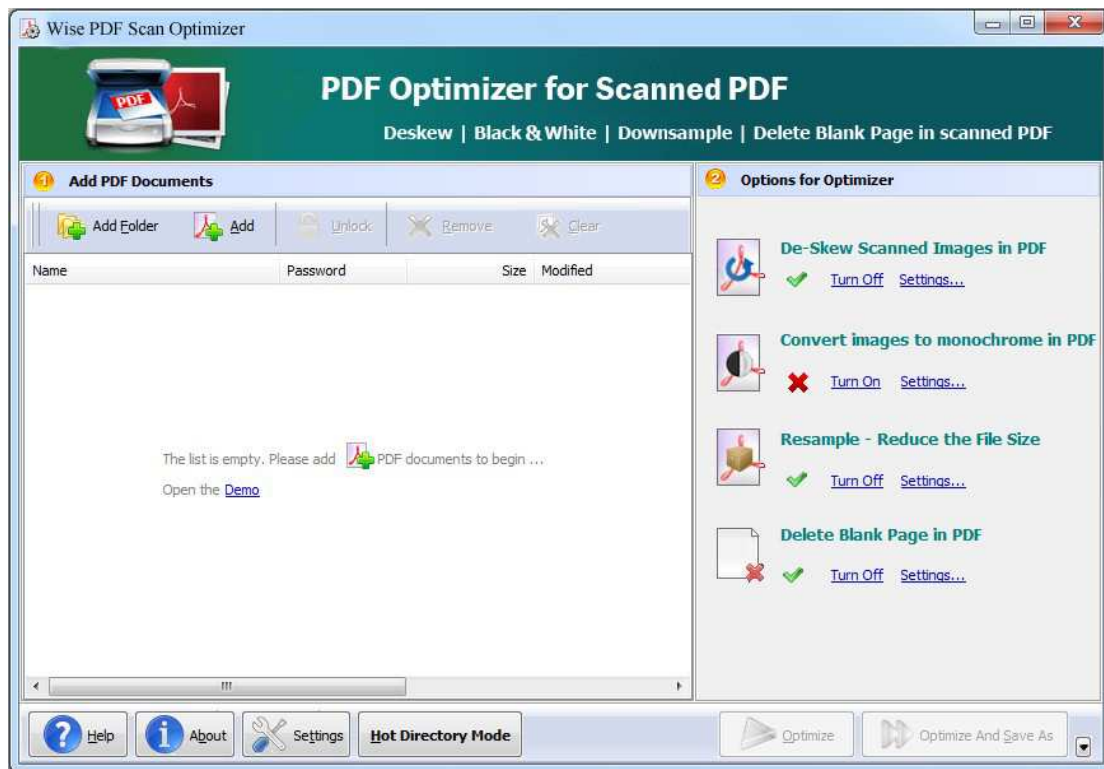 Wise PDF Scan Optimizer
PDF
PDF Optimizer for Scanned PDF
Deskew | Black & White | Downsample | Delete Blank Page in scanned PDF
1 Add PDF Documents
Add Folder Add Unlock Remove Clear
Name Password Size Modified
The list is empty. Please add PDF documents to begin ...
Open the Demo
2 Options for Optimizer
De-Skew Scanned Images in PDF
Turn Off Settings...
Convert images to monochrome in PDF
Turn On Settings...
Resample - Reduce the File Size
Turn Off Settings...
Delete Blank Page in PDF
Turn Off Settings...
Help About Settings Hot Directory Mode Optimize Optimize And Save As